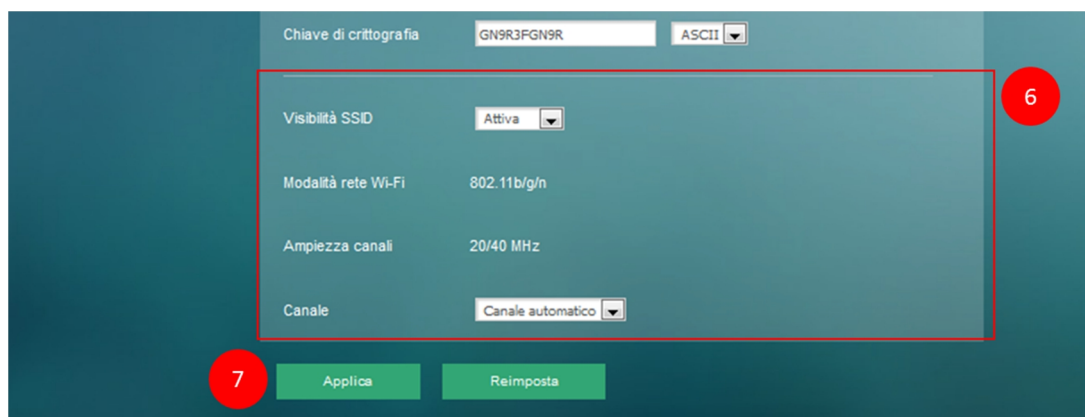 Chiave di crittografia GN9R3FGN9R ASCII
6
Visibilità SSID Attiva
Modalità rete Wi-Fi 802.11b/g/n
Ampiezza canali 20/40 MHz
Canale Canale automatico
7 Applica Reimposta